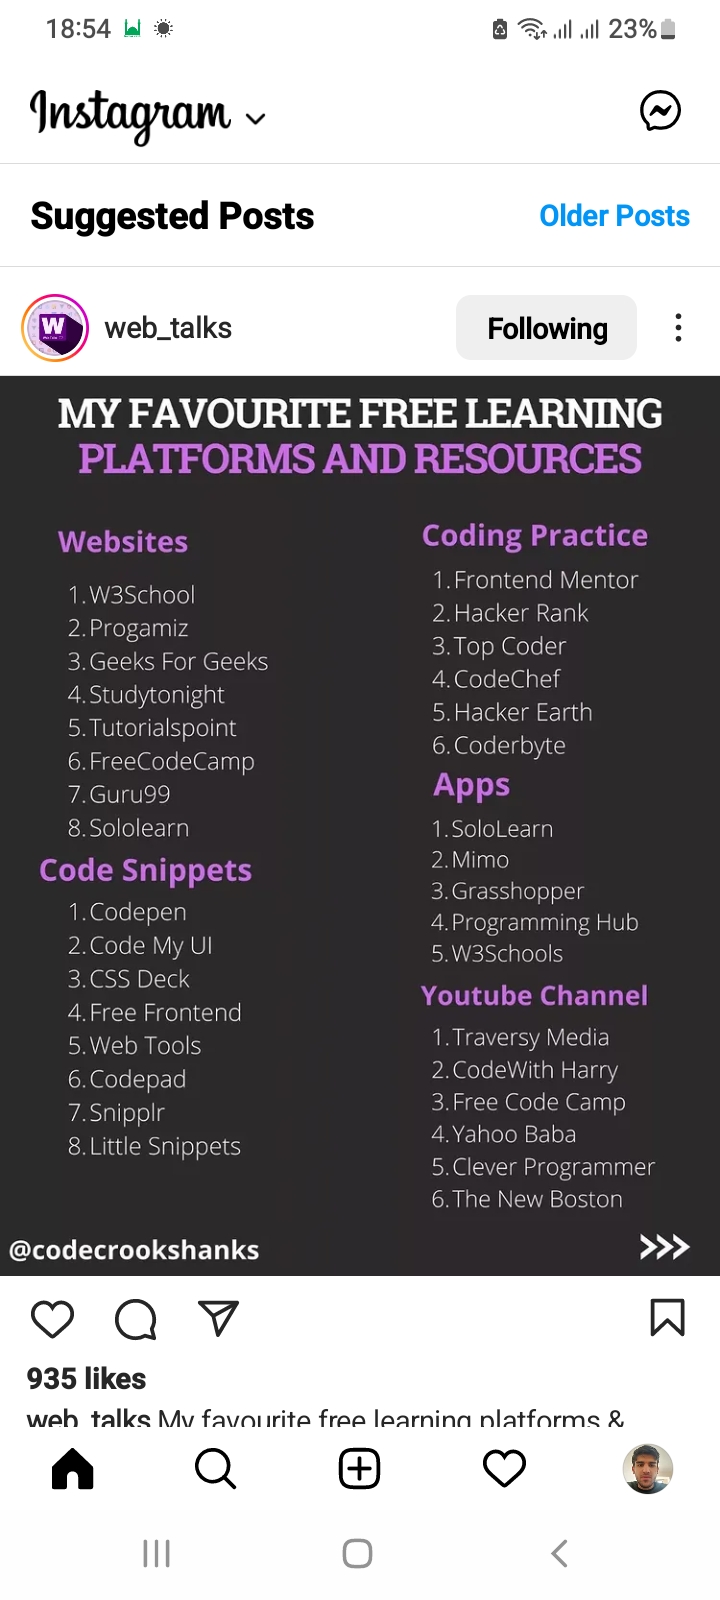 18:54
23%
Instagram
Suggested Posts
Older Posts
W
web_talks
Following
MY FAVOURITE FREE LEARNING
PLATFORMS AND RESOURCES
Websites
1.W3School
2.Progamiz
3.Geeks For Geeks
4.Studytonight
5.Tutorialspoint
6.FreeCodeCamp
7.Guru99
8.Sololearn
Code Snippets
1.Codepen
2.Code My UI
3.CSS Deck
4.Free Frontend
5.Web Tools
6.Codepad
7.Snipplr
8.Little Snippets
Coding Practice
1.Frontend Mentor
2.Hacker Rank
3.Top Coder
4.CodeChef
5.Hacker Earth
6.Coderbyte
Apps
1.SoloLearn
2.Mimo
3.Grasshopper
4.Programming Hub
5.W3Schools
Youtube Channel
1.Traversy Media
2.CodeWith Harry
3.Free Code Camp
4.Yahoo Baba
5.Clever Programmer
6.The New Boston
@codecrookshanks
>>>
935 likes
web_talks My favourite free learning platforms &